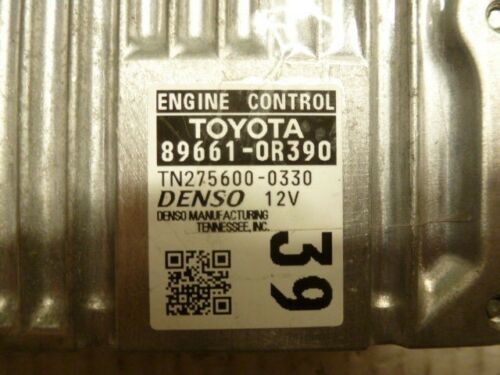 ENGINE CONTROL
TOYOTA
89661-0R390
TN275600-0330
DENSO 12V
DENSO MANUFACTURING
TENNESSEE, INC.
39